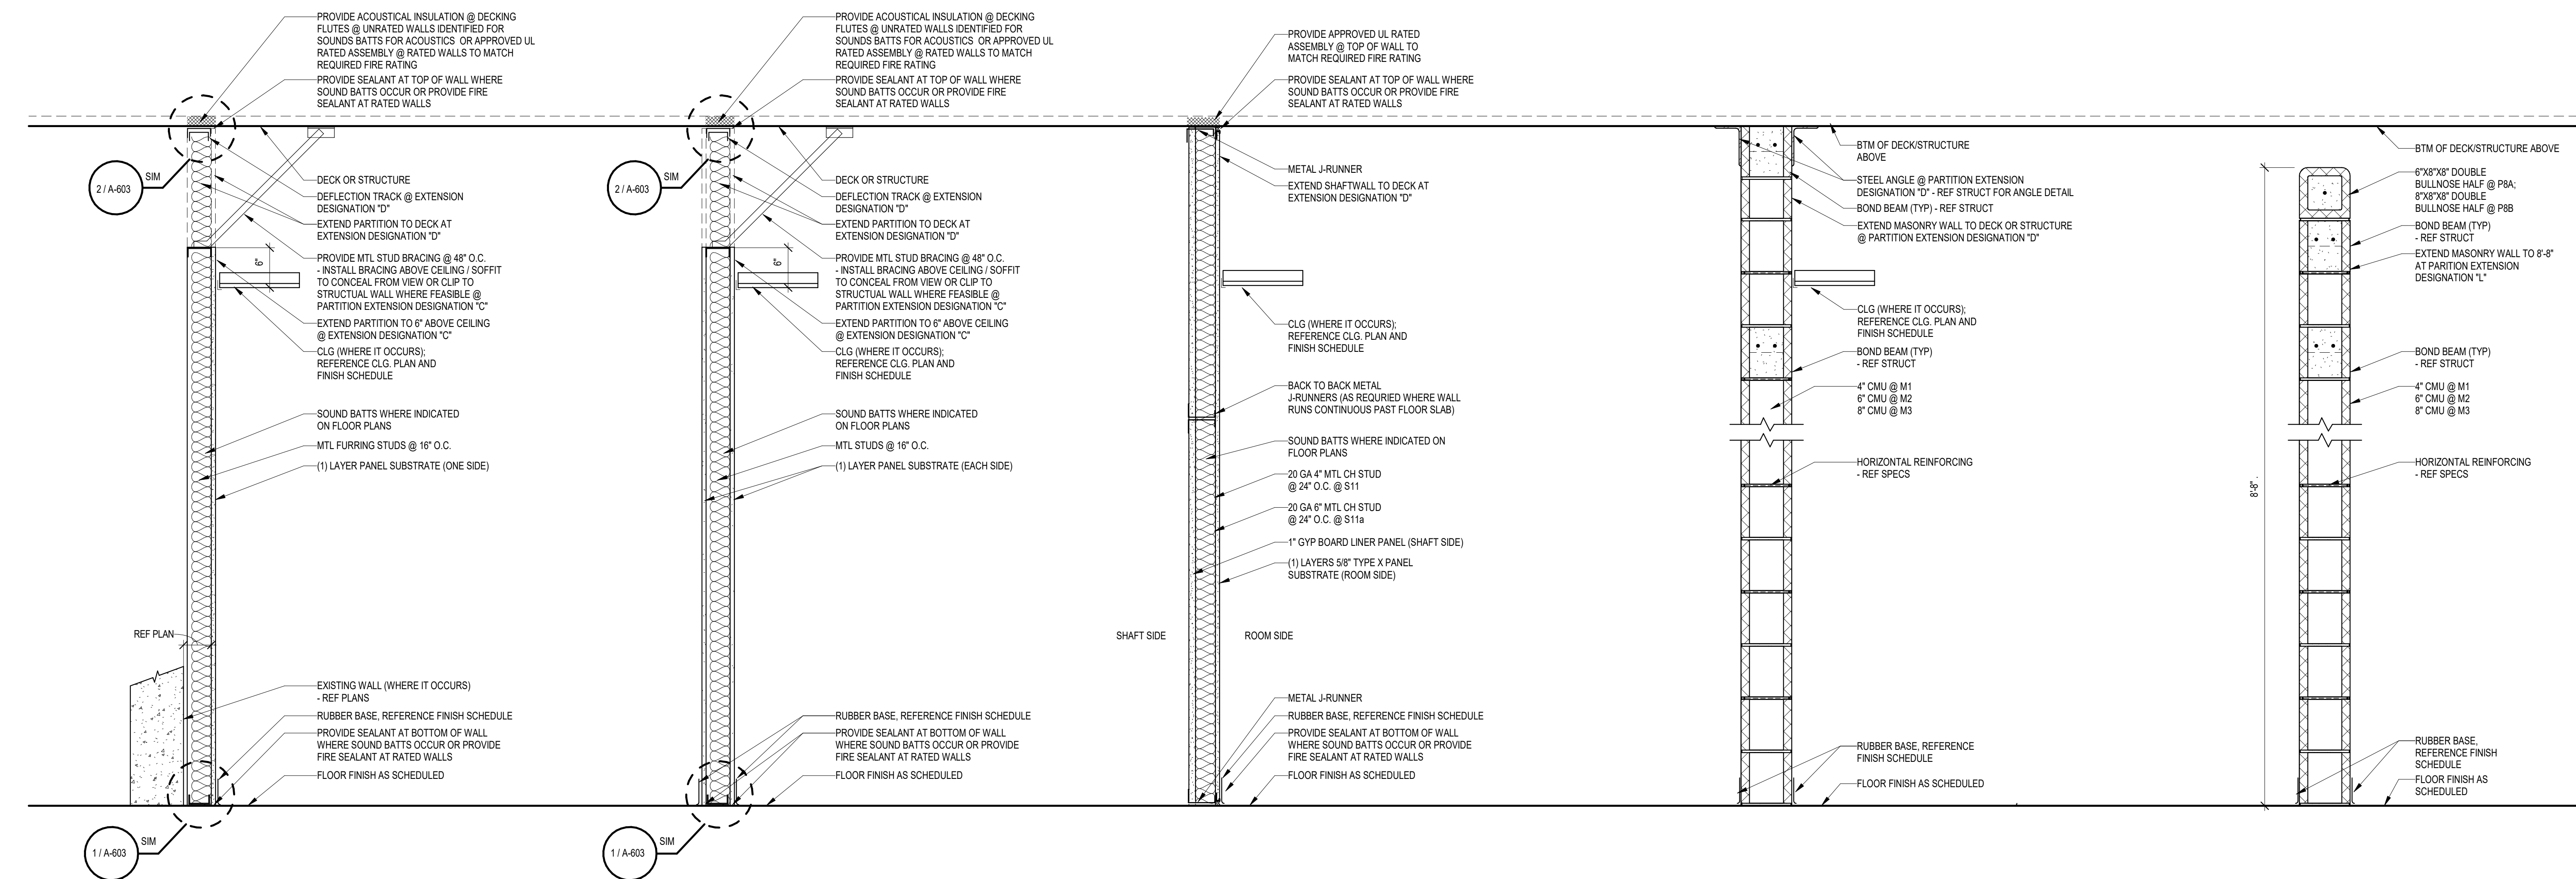 PROVIDE ACOUSTICAL INSULATION @ DECKING
FLUTES @ UNRATED WALLS IDENTIFIED FOR
SOUNDS BATTS FOR ACOUSTICS OR APPROVED UL
RATED ASSEMBLY @ RATED WALLS TO MATCH
REQUIRED FIRE RATING
PROVIDE SEALANT AT TOP OF WALL WHERE
SOUND BATTS OCCUR OR PROVIDE FIRE
SEALANT AT RATED WALLS
2 / A-603
SIM
DECK OR STRUCTURE
DEFLECTION TRACK @ EXTENSION
DESIGNATION "D"
EXTEND PARTITION TO DECK AT
EXTENSION DESIGNATION "D"
6"
PROVIDE MTL STUD BRACING @ 48" O.C.
- INSTALL BRACING ABOVE CEILING / SOFFIT
TO CONCEAL FROM VIEW OR CLIP TO
STRUCTUAL WALL WHERE FEASIBLE @
PARTITION EXTENSION DESIGNATION "C"
EXTEND PARTITION TO 6" ABOVE CEILING
@ EXTENSION DESIGNATION "C"
CLG (WHERE IT OCCURS);
REFERENCE CLG. PLAN AND
FINISH SCHEDULE
SOUND BATTS WHERE INDICATED
ON FLOOR PLANS
MTL FURRING STUDS @ 16" O.C.
(1) LAYER PANEL SUBSTRATE (ONE SIDE)
REF PLAN
EXISTING WALL (WHERE IT OCCURS)
- REF PLANS
RUBBER BASE, REFERENCE FINISH SCHEDULE
PROVIDE SEALANT AT BOTTOM OF WALL
WHERE SOUND BATTS OCCUR OR PROVIDE
FIRE SEALANT AT RATED WALLS
FLOOR FINISH AS SCHEDULED
1 / A-603
SIM
PROVIDE ACOUSTICAL INSULATION @ DECKING
FLUTES @ UNRATED WALLS IDENTIFIED FOR
SOUNDS BATTS FOR ACOUSTICS OR APPROVED UL
RATED ASSEMBLY @ RATED WALLS TO MATCH
REQUIRED FIRE RATING
PROVIDE SEALANT AT TOP OF WALL WHERE
SOUND BATTS OCCUR OR PROVIDE FIRE
SEALANT AT RATED WALLS
2 / A-603
SIM
DECK OR STRUCTURE
DEFLECTION TRACK @ EXTENSION
DESIGNATION "D"
EXTEND PARTITION TO DECK AT
EXTENSION DESIGNATION "D"
6"
PROVIDE MTL STUD BRACING @ 48" O.C.
- INSTALL BRACING ABOVE CEILING / SOFFIT
TO CONCEAL FROM VIEW OR CLIP TO
STRUCTUAL WALL WHERE FEASIBLE @
PARTITION EXTENSION DESIGNATION "C"
EXTEND PARTITION TO 6" ABOVE CEILING
@ EXTENSION DESIGNATION "C"
CLG (WHERE IT OCCURS);
REFERENCE CLG. PLAN AND
FINISH SCHEDULE
SOUND BATTS WHERE INDICATED
ON FLOOR PLANS
MTL STUDS @ 16" O.C.
(1) LAYER PANEL SUBSTRATE (EACH SIDE)
RUBBER BASE, REFERENCE FINISH SCHEDULE
PROVIDE SEALANT AT BOTTOM OF WALL
WHERE SOUND BATTS OCCUR OR PROVIDE
FIRE SEALANT AT RATED WALLS
FLOOR FINISH AS SCHEDULED
1 / A-603
SIM
PROVIDE APPROVED UL RATED
ASSEMBLY @ TOP OF WALL TO
MATCH REQUIRED FIRE RATING
PROVIDE SEALANT AT TOP OF WALL WHERE
SOUND BATTS OCCUR OR PROVIDE FIRE
SEALANT AT RATED WALLS
METAL J-RUNNER
EXTEND SHAFTWALL TO DECK AT
EXTENSION DESIGNATION "D"
CLG (WHERE IT OCCURS);
REFERENCE CLG. PLAN AND
FINISH SCHEDULE
BACK TO BACK METAL
J-RUNNERS (AS REQURIED WHERE WALL
RUNS CONTINUOUS PAST FLOOR SLAB)
SOUND BATTS WHERE INDICATED ON
FLOOR PLANS
20 GA 4" MTL CH STUD
@ 24" O.C. @ S11
20 GA 6" MTL CH STUD
@ 24" O.C. @ S11a
1" GYP BOARD LINER PANEL (SHAFT SIDE)
(1) LAYERS 5/8" TYPE X PANEL
SUBSTRATE (ROOM SIDE)
SHAFT SIDE
ROOM SIDE
METAL J-RUNNER
RUBBER BASE, REFERENCE FINISH SCHEDULE
PROVIDE SEALANT AT BOTTOM OF WALL
WHERE SOUND BATTS OCCUR OR PROVIDE
FIRE SEALANT AT RATED WALLS
FLOOR FINISH AS SCHEDULED
BTM OF DECK/STRUCTURE
ABOVE
STEEL ANGLE @ PARTITION EXTENSION
DESIGNATION "D" - REF STRUCT FOR ANGLE DETAIL
BOND BEAM (TYP) - REF STRUCT
EXTEND MASONRY WALL TO DECK OR STRUCTURE
@ PARTITION EXTENSION DESIGNATION "D"
CLG (WHERE IT OCCURS);
REFERENCE CLG. PLAN AND
FINISH SCHEDULE
BOND BEAM (TYP)
- REF STRUCT
4" CMU @ M1
6" CMU @ M2
8" CMU @ M3
HORIZONTAL REINFORCING
- REF SPECS
RUBBER BASE, REFERENCE
FINISH SCHEDULE
FLOOR FINISH AS SCHEDULED
BTM OF DECK/STRUCTURE ABOVE
6"X8"X8" DOUBLE
BULLNOSE HALF @ P8A;
8"X8"X8" DOUBLE
BULLNOSE HALF @ P8B
BOND BEAM (TYP)
- REF STRUCT
EXTEND MASONRY WALL TO 8'-8"
AT PARITION EXTENSION
DESIGNATION "L"
BOND BEAM (TYP)
- REF STRUCT
4" CMU @ M1
6" CMU @ M2
8" CMU @ M3
HORIZONTAL REINFORCING
- REF SPECS
8'-8" .
RUBBER BASE,
REFERENCE FINISH
SCHEDULE
FLOOR FINISH AS
SCHEDULED